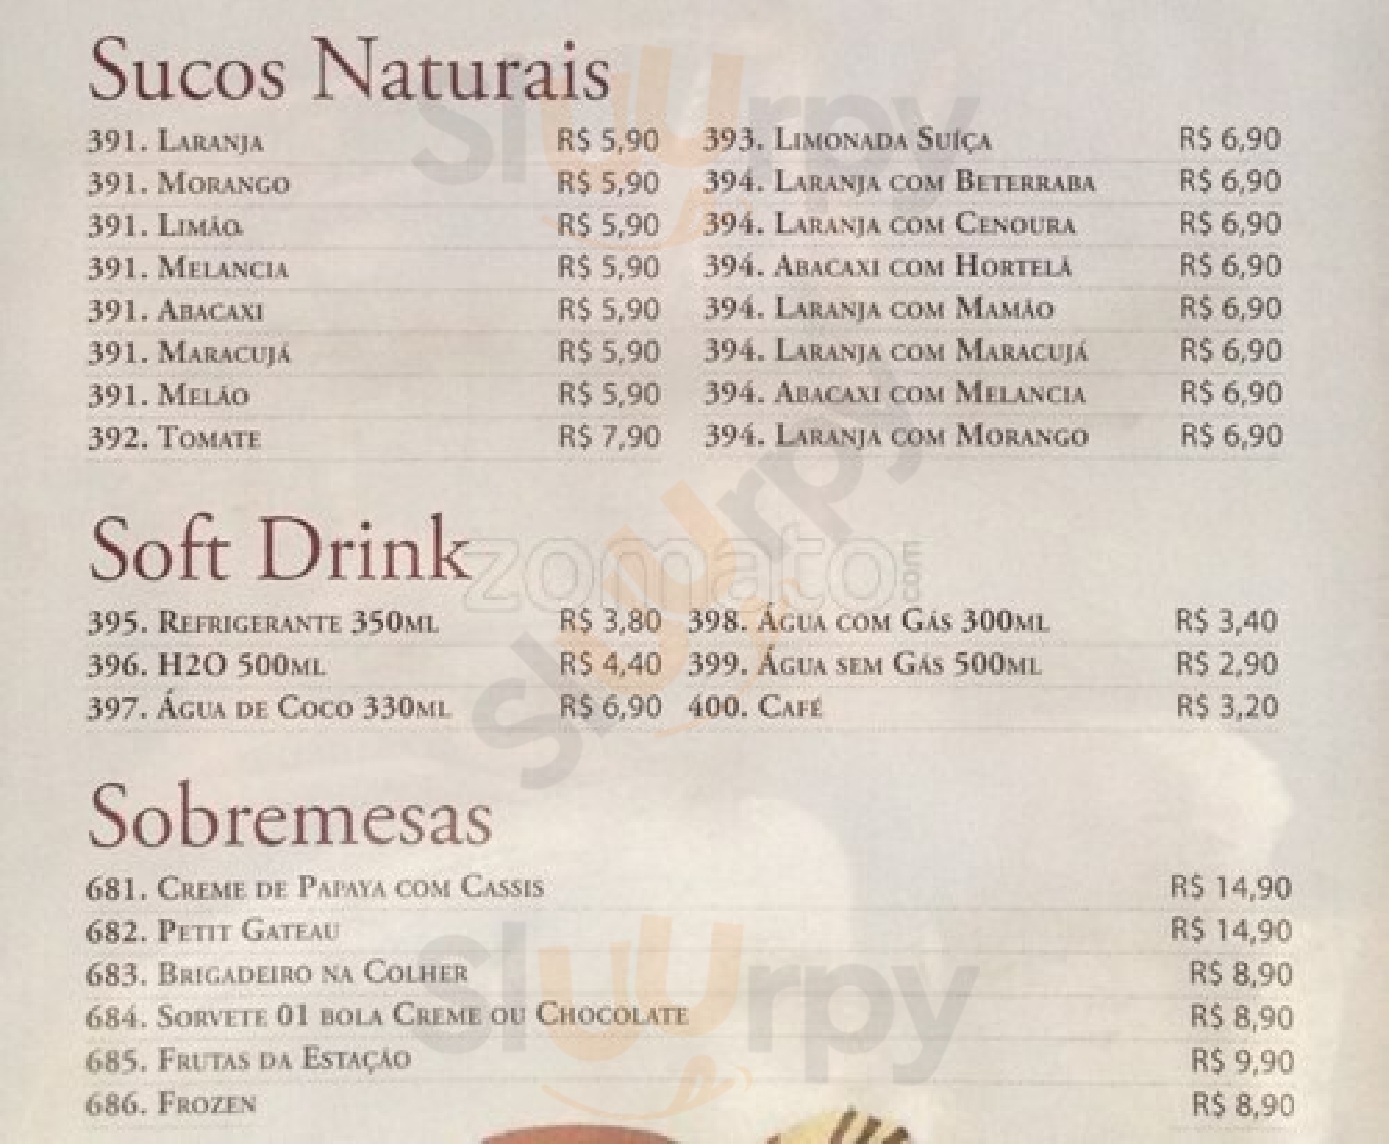 Sucos Naturais
391. Laranja R$ 5,90 393. Limonada Suíça R$ 6,90
391. Morango R$ 5,90 394. Laranja com Beterraba R$ 6,90
391. Limão R$ 5,90 394. Laranja com Cenoura R$ 6,90
391. Melancia R$ 5,90 394. Abacaxi com Hortelã R$ 6,90
391. Abacaxi R$ 5,90 394. Laranja com Mamão R$ 6,90
391. Maracujá R$ 5,90 394. Laranja com Maracujá R$ 6,90
391. Melão R$ 5,90 394. Abacaxi com Melancia R$ 6,90
392. Tomate R$ 7,90 394. Laranja com Morango R$ 6,90
Soft Drink
395. Refrigerante 350ml R$ 3,80 398. Água com Gás 300ml R$ 3,40
396. H2O 500ml R$ 4,40 399. Água sem Gás 500ml R$ 2,90
397. Água de Coco 330ml R$ 6,90 400. Café R$ 3,20
Sobremesas
681. Creme de Papaya com Cassis R$ 14,90
682. Petit Gateau R$ 14,90
683. Brigadeiro na Colher R$ 8,90
684. Sorvete 01 bola Creme ou Chocolate R$ 8,90
685. Frutas da Estação R$ 9,90
686. Frozen R$ 8,90
sluurpy
zomato.com
sluurpy
sluurpy